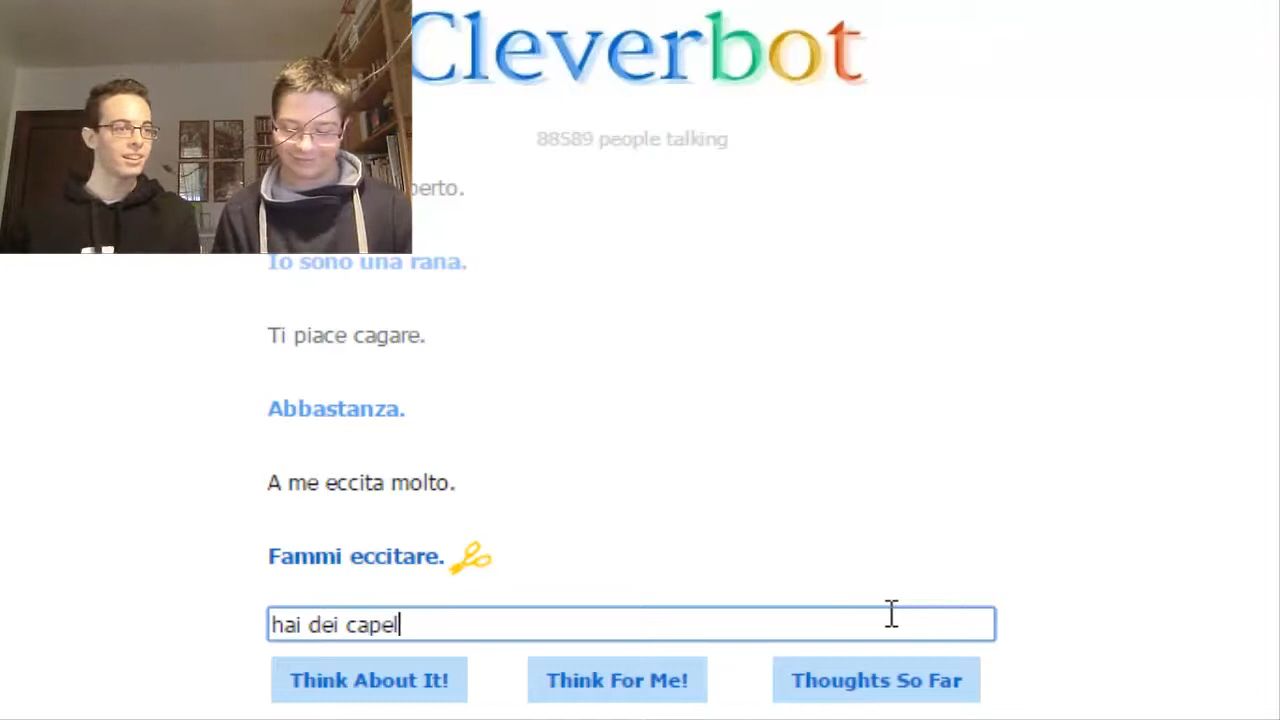 Cleverbot
88589 people talking
perto.
Io sono una rana.
Ti piace cagare.
Abbastanza.
A me eccita molto.
Fammi eccitare.
hai dei capel
Think About It!
Think For Me!
Thoughts So Far